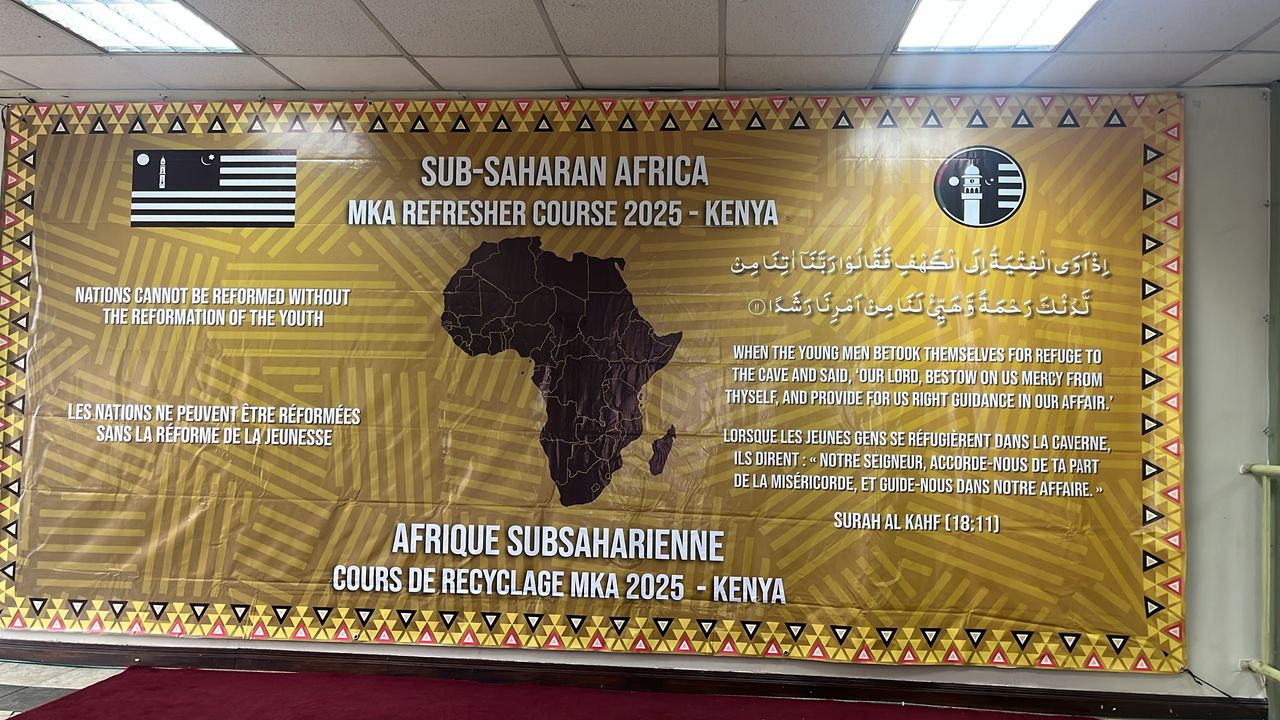 SUB-SAHARAN AFRICA
MKA REFRESHER COURSE 2025 - KENYA
NATIONS CANNOT BE REFORMED WITHOUT
THE REFORMATION OF THE YOUTH
LES NATIONS NE PEUVENT ÊTRE RÉFORMÉES
SANS LA RÉFORME DE LA JEUNESSE
اِذْ اَوَى الْفِتْيَةُ اِلَى الْكَهْفِ فَقَالُوْا رَبَّنَاۤ اٰتِنَا مِنْ
لَّدُنْكَ رَحْمَةً وَّهَيِّئْ لَنَا مِنْ اَمْرِنَا رَشَدًا ⑪
WHEN THE YOUNG MEN BETOOK THEMSELVES FOR REFUGE TO
THE CAVE AND SAID, ‘OUR LORD, BESTOW ON US MERCY FROM
THYSELF, AND PROVIDE FOR US RIGHT GUIDANCE IN OUR AFFAIR.’
LORSQUE LES JEUNES GENS SE RÉFUGIÈRENT DANS LA CAVERNE,
ILS DIRENT : « NOTRE SEIGNEUR, ACCORDE-NOUS DE TA PART
DE LA MISÉRICORDE, ET GUIDE-NOUS DANS NOTRE AFFAIRE. »
SURAH AL KAHF (18:11)
AFRIQUE SUBSAHARIENNE
COURS DE RECYCLAGE MKA 2025 - KENYA